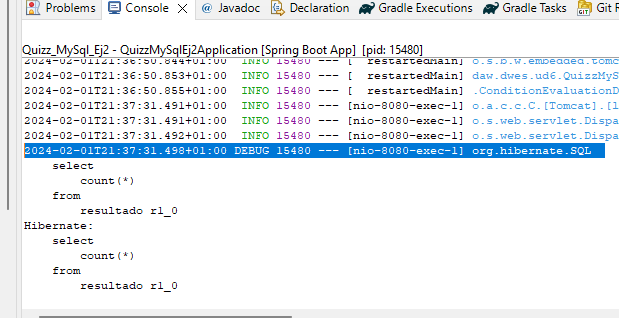 Problems Console Javadoc Declaration Gradle Executions Gradle Tasks Git R
Quizz_MySql_Ej2 - QuizzMySqlEj2Application [Spring Boot App] [pid: 15480]
2024-02-01T21:36:50.844+01:00 INFO 15480 --- [ restartedMain] o.s.b.w.embedded.tomc
2024-02-01T21:36:50.853+01:00 INFO 15480 --- [ restartedMain] daw.dwes.ud6.QuizzMyS
2024-02-01T21:36:50.855+01:00 INFO 15480 --- [ restartedMain] .ConditionEvaluationD
2024-02-01T21:37:31.491+01:00 INFO 15480 --- [nio-8080-exec-1] o.a.c.c.C.[Tomcat].[l
2024-02-01T21:37:31.491+01:00 INFO 15480 --- [nio-8080-exec-1] o.s.web.servlet.Dispa
2024-02-01T21:37:31.492+01:00 INFO 15480 --- [nio-8080-exec-1] o.s.web.servlet.Dispa
2024-02-01T21:37:31.498+01:00 DEBUG 15480 --- [nio-8080-exec-1] org.hibernate.SQL
select
count(*)
from
resultado r1_0
Hibernate:
select
count(*)
from
resultado r1_0